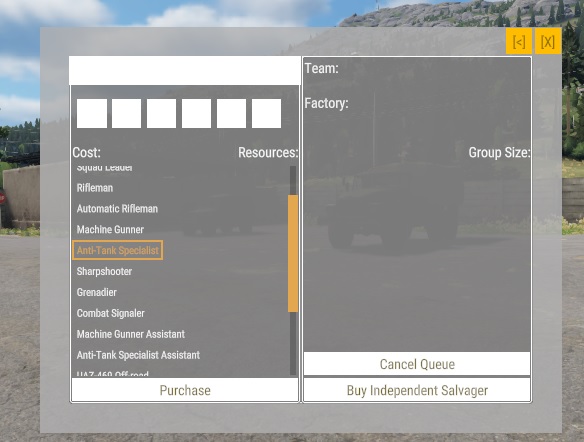 [<] [X]
Team:
Factory:
Cost: Resources: Group Size:
Squad Leader
Rifleman
Automatic Rifleman
Machine Gunner
Anti-Tank Specialist
Sharpshooter
Grenadier
Combat Signaler
Machine Gunner Assistant
Anti-Tank Specialist Assistant
UAZ-469 Off-road
Cancel Queue
Purchase
Buy Independent Salvager